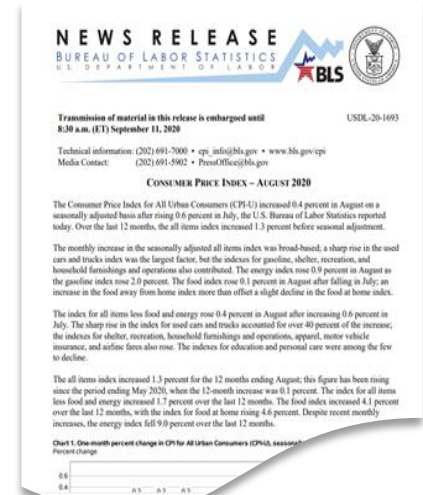 NEWS RELEASE
BUREAU OF LABOR STATISTICS
U.S. DEPARTMENT OF LABOR
BLS
Transmission of material in this release is embargoed until USDL-20-1693
8:30 a.m. (ET) September 11, 2020
Technical information: (202) 691-7000 • cpi_info@bls.gov • www.bls.gov/cpi
Media Contact: (202) 691-5902 • PressOffice@bls.gov
CONSUMER PRICE INDEX – AUGUST 2020
The Consumer Price Index for All Urban Consumers (CPI-U) increased 0.4 percent in August on a
seasonally adjusted basis after rising 0.6 percent in July, the U.S. Bureau of Labor Statistics reported
today. Over the last 12 months, the all items index increased 1.3 percent before seasonal adjustment.
The monthly increase in the seasonally adjusted all items index was broad-based; a sharp rise in the used
cars and trucks index was the largest factor, but the indexes for gasoline, shelter, recreation, and
household furnishings and operations also contributed. The energy index rose 0.9 percent in August as
the gasoline index rose 2.0 percent. The food index rose 0.1 percent in August after falling in July; an
increase in the food away from home index more than offset a slight decline in the food at home index.
The index for all items less food and energy rose 0.4 percent in August after increasing 0.6 percent in
July. The sharp rise in the index for used cars and trucks accounted for over 40 percent of the increase;
the indexes for shelter, recreation, household furnishings and operations, apparel, motor vehicle
insurance, and airline fares also rose. The indexes for education and personal care were among the few
to decline.
The all items index increased 1.3 percent for the 12 months ending August; this figure has been rising
since the period ending May 2020, when the 12-month increase was 0.1 percent. The index for all items
less food and energy increased 1.7 percent over the last 12 months. The food index increased 4.1 percent
over the last 12 months, with the index for food at home rising 4.6 percent. Despite recent monthly
increases, the energy index fell 9.0 percent over the last 12 months.
Chart 1. One-month percent change in CPI for All Urban Consumers (CPI-U), seasonal
Percent change
0.6
0.4